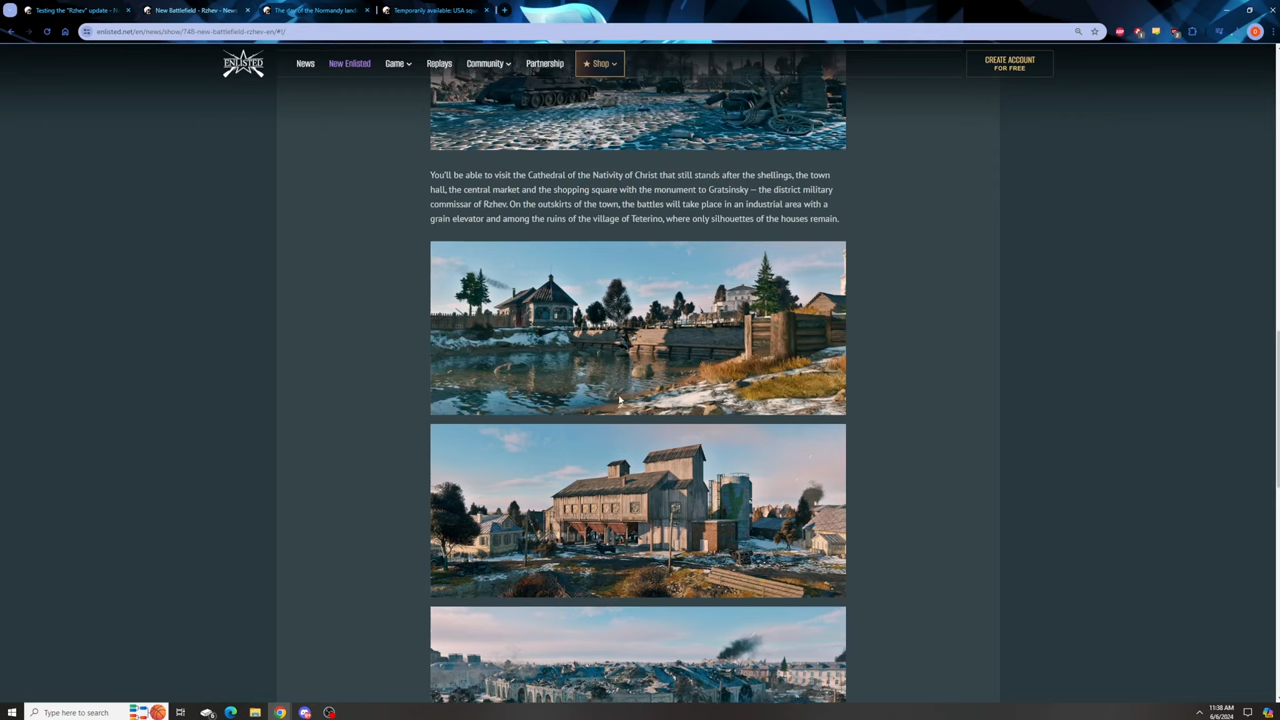 Testing the "Rzhev" update - N
New Battlefield - Rzhev - News
The day of the Normandy land
Temporarily available: USA squ
enlisted.net/en/news/show/748-new-battlefield-rzhev-en/#!/
ENLISTED
News
New Enlisted
Game
Replays
Community
Partnership
Shop
CREATE ACCOUNT
FOR FREE
You'll be able to visit the Cathedral of the Nativity of Christ that still stands after the shellings, the town
hall, the central market and the shopping square with the monument to Gratsinsky — the district military
commissar of Rzhev. On the outskirts of the town, the battles will take place in an industrial area with a
grain elevator and among the ruins of the village of Teterino, where only silhouettes of the houses remain.
Type here to search
11:38 AM
6/6/2024